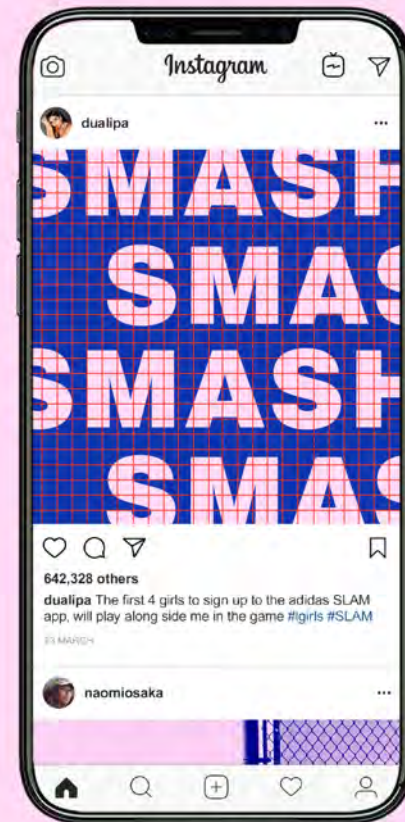 Instagram
dualipa
SMASH
SMAS
SMASH
SMAS
642,328 others
dualipa The first 4 girls to sign up to the adidas SLAM
app, will play along side me in the game #lgirls #SLAM
naomiosaka